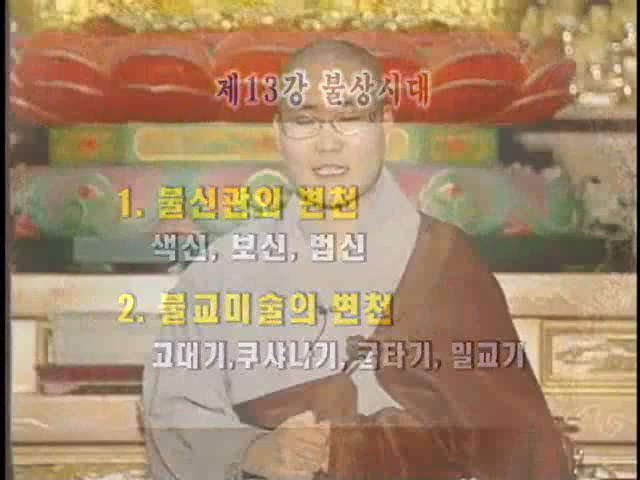 제13강 불상시대
1. 불신관의 변천
색신, 보신, 법신
2. 불교미술의 변천
고대기,쿠샤나기, 굽타기, 밀교기